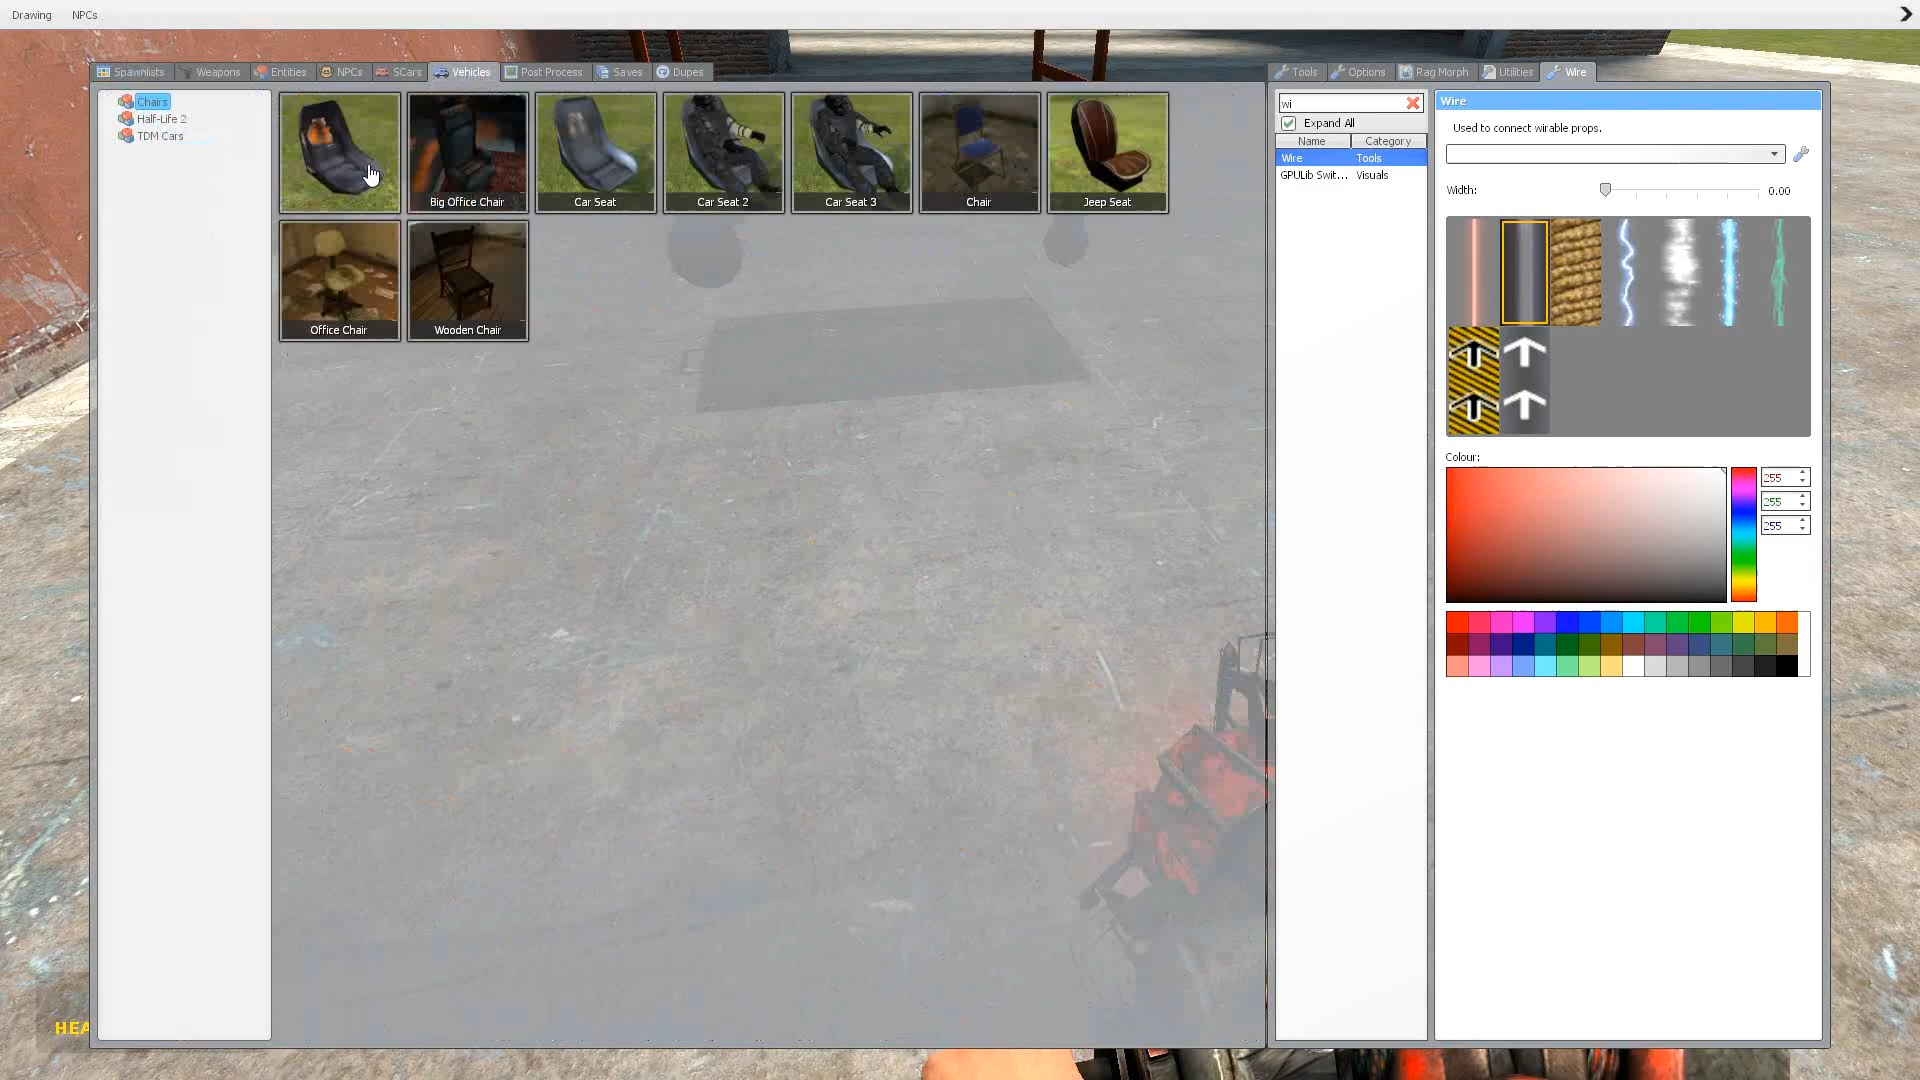 Drawing NPCs
Spawnlists Weapons Entities NPCs SCars Vehicles Post Process Saves Dupes
Tools Options Rag Morph Utilities Wire
Chairs
Half-Life 2
TDM Cars
Big Office Chair Car Seat Car Seat 2 Car Seat 3 Chair Jeep Seat
Office Chair Wooden Chair
wi
Expand All
Name Category
Wire Tools
GPULib Swit... Visuals
Wire
Used to connect wirable props.
Width: 0.00
Colour:
255
255
255
HEA